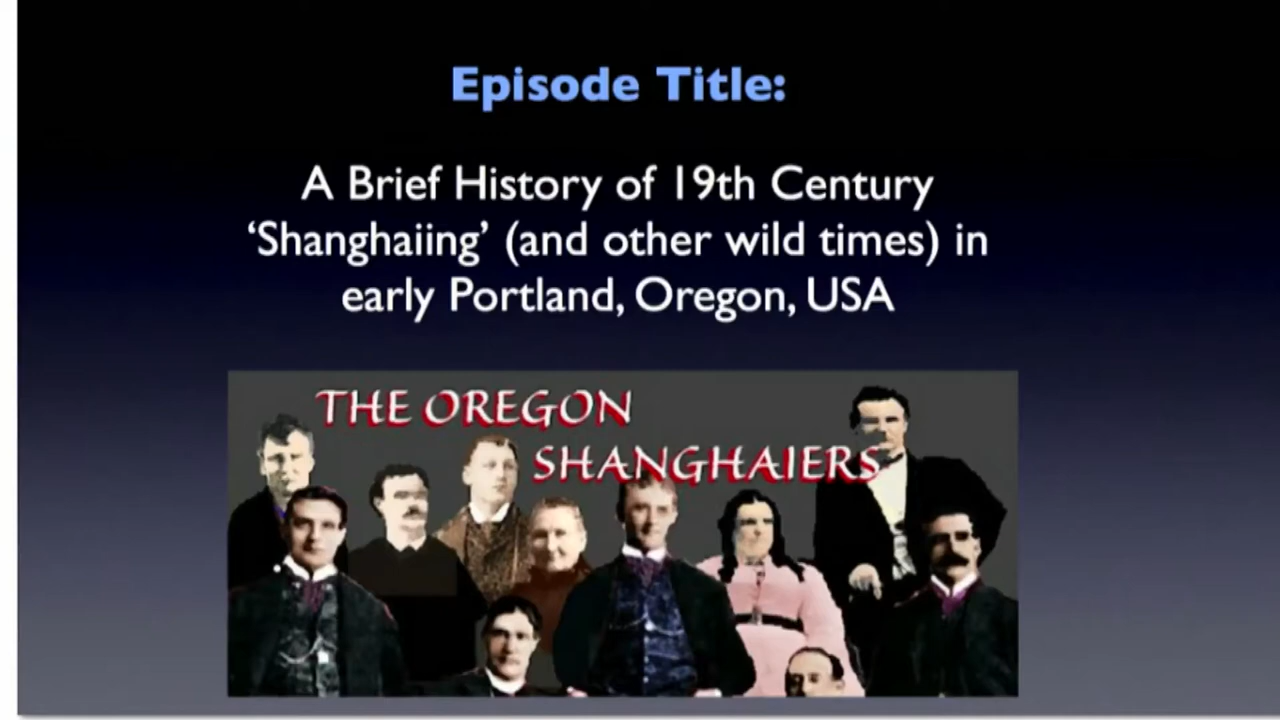 Episode Title:
A Brief History of 19th Century
‘Shanghaiing’ (and other wild times) in
early Portland, Oregon, USA
THE OREGON
SHANGHAIERS